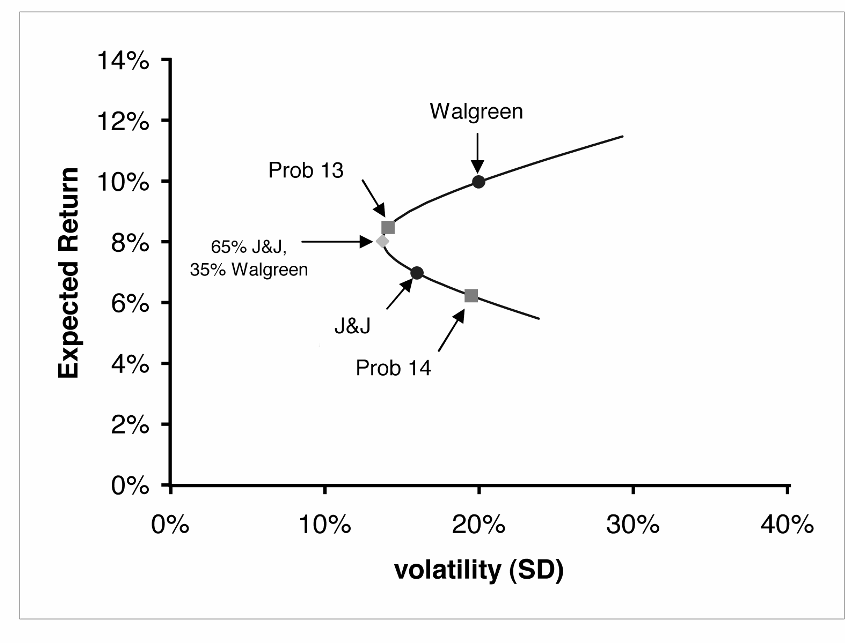 14%
12%
10%
8%
6%
4%
2%
0%
Expected Return
Walgreen
Prob 13
65% J&J,
35% Walgreen
J&J
Prob 14
0%
10%
20%
30%
40%
volatility (SD)